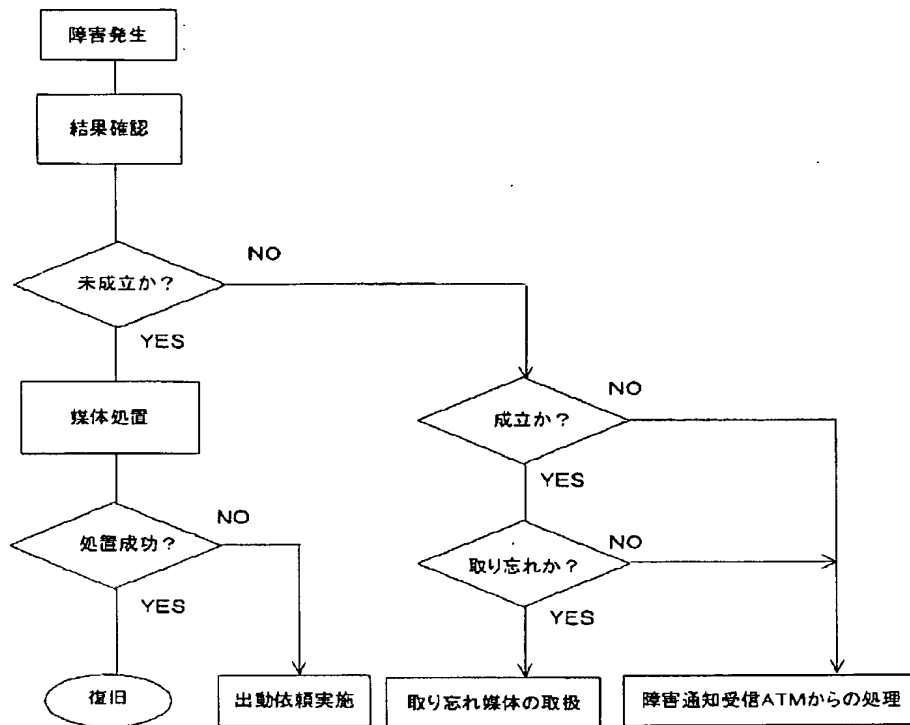 障害発生
結果確認
未成立か?
NO
YES
媒体処置
成立か?
NO
YES
処置成功?
NO
YES
取り忘れか?
NO
YES
復旧
出動依頼実施
取り忘れ媒体の取扱
障害通知受信ATMからの処理